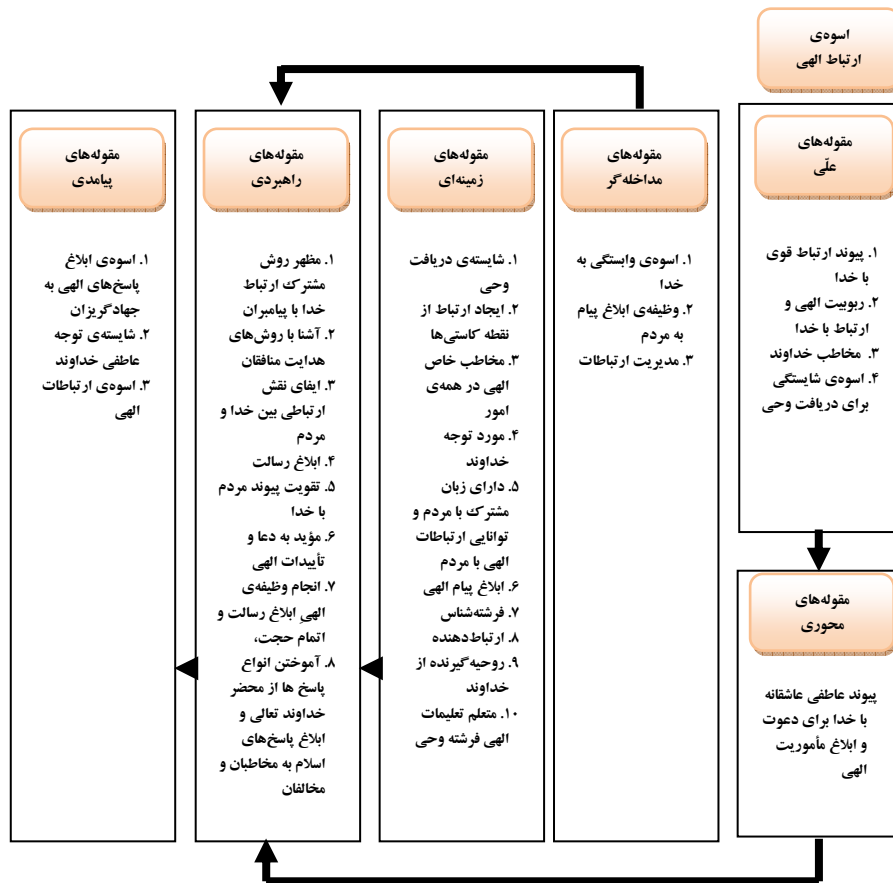 اسوه‌ی
ارتباط الهی
مقوله‌های
علّی
۱. پیوند ارتباط قوی
با خدا
۲. ربوبیت الهی و
ارتباط با خدا
۳. مخاطب خداوند
۴. اسوه‌ی شایستگی
برای دریافت وحی
مقوله‌های
محوری
پیوند عاطفی عاشقانه
با خدا برای دعوت
و ابلاغ مأموریت
الهی
مقوله‌های
مداخله‌گر
۱. اسوه‌ی وابستگی به
خدا
۲. وظیفه‌ی ابلاغ پیام
به مردم
۳. مدیریت ارتباطات
مقوله‌های
زمینه‌ای
۱. شایسته‌ی دریافت
وحی
۲. ایجاد ارتباط از
نقطه کاستی‌ها
۳. مخاطب خاص
الهی در همه‌ی
امور
۴. مورد توجه
خداوند
۵. دارای زبان
مشترک با مردم و
توانایی ارتباطات
الهی با مردم
۶. ابلاغ پیام الهی
۷. فرشته‌شناس
۸. ارتباط‌دهنده
۹. روحیه‌گیرنده از
خداوند
۱۰. متعلم تعلیمات
الهی فرشته وحی
مقوله‌های
راهبردی
۱. مظهر روش
مشترک ارتباط
خدا با پیامبران
۲. آشنا با روش‌های
هدایت منافقان
۳. ایفای نقش
ارتباطی بین خدا و
مردم
۴. ابلاغ رسالت
۵. تقویت پیوند مردم
با خدا
۶. مؤید به دعا و
تأییدات الهی
۷. انجام وظیفه‌ی
الهیِ ابلاغ رسالت و
اتمام حجت،
۸. آموختن انواع
پاسخ ها از محضر
خداوند تعالی و
ابلاغ پاسخ‌های
اسلام به مخاطبان و
مخالفان
مقوله‌های
پیامدی
۱. اسوه‌ی ابلاغ
پاسخ‌های الهی به
جهادگریزان
۲. شایسته‌ی توجه
عاطفی خداوند
۳. اسوه‌ی ارتباطات
الهی